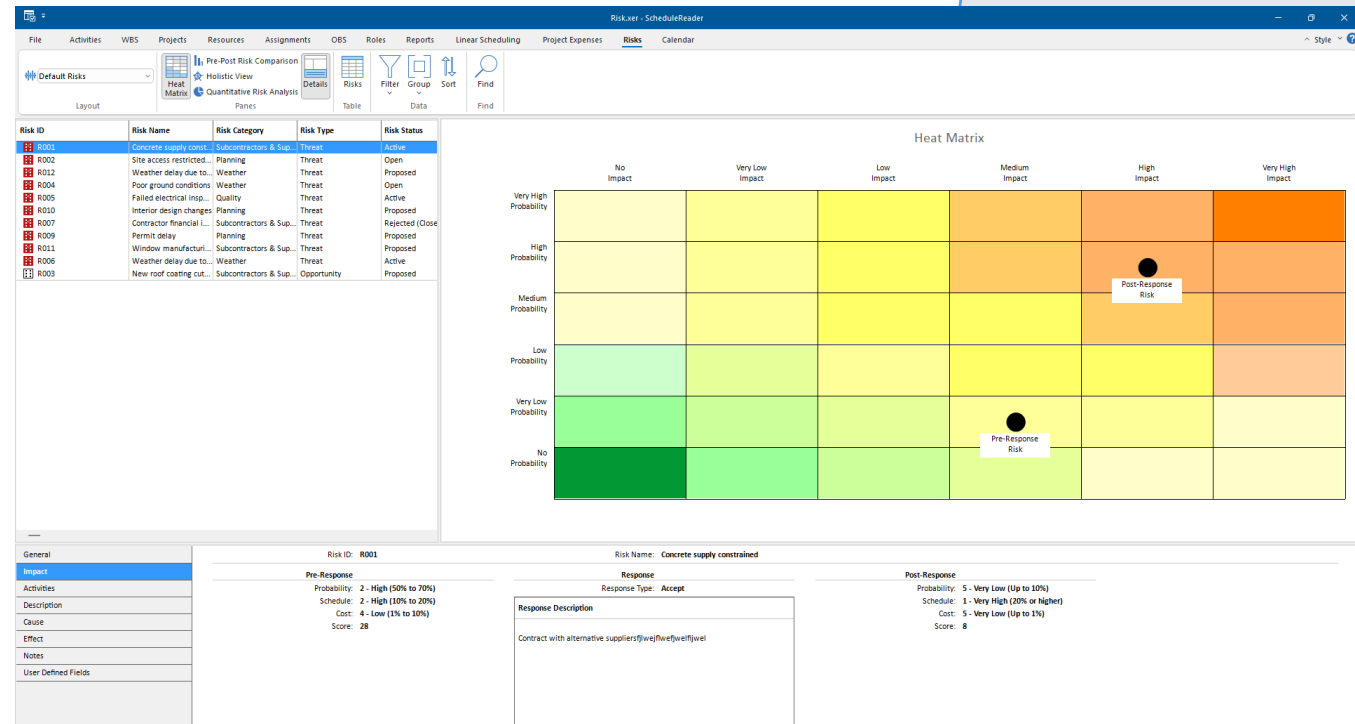 Risk.xer - ScheduleReader
File Activities WBS Projects Resources Assignments OBS Roles Reports Linear Scheduling Project Expenses Risks Calendar Style
Default Risks
Layout
Heat Matrix
Pre-Post Risk Comparison
Holistic View
Quantitative Risk Analysis
Details
Panes
Risks
Table
Filter Group Sort
Data
Find
Find
Risk ID Risk Name Risk Category Risk Type Risk Status
R001 Concrete supply const... Subcontractors & Sup... Threat Active
R002 Site access restricted... Planning Threat Open
R012 Weather delay due to... Weather Threat Proposed
R004 Poor ground conditions Weather Threat Open
R005 Failed electrical insp... Quality Threat Active
R010 Interior design changes Planning Threat Proposed
R007 Contractor financial i... Subcontractors & Sup... Threat Rejected (Close
R009 Permit delay Planning Threat Proposed
R011 Window manufacturi... Subcontractors & Sup... Threat Proposed
R006 Weather delay due to... Weather Threat Active
R003 New roof coating cut... Subcontractors & Sup... Opportunity Proposed
Heat Matrix
No Impact
Very Low Impact
Low Impact
Medium Impact
High Impact
Very High Impact
Very High Probability
High Probability
Medium Probability
Low Probability
Very Low Probability
No Probability
Post-Response Risk
Pre-Response Risk
General
Impact
Activities
Description
Cause
Effect
Notes
User Defined Fields
Risk ID: R001
Risk Name: Concrete supply constrained
Pre-Response
Probability: 2 - High (50% to 70%)
Schedule: 2 - High (10% to 20%)
Cost: 4 - Low (1% to 10%)
Score: 28
Response
Response Type: Accept
Response Description
Contract with alternative suppliersfjlwejflwefjwelfijwel
Post-Response
Probability: 5 - Very Low (Up to 10%)
Schedule: 1 - Very High (20% or higher)
Cost: 5 - Very Low (Up to 1%)
Score: 8